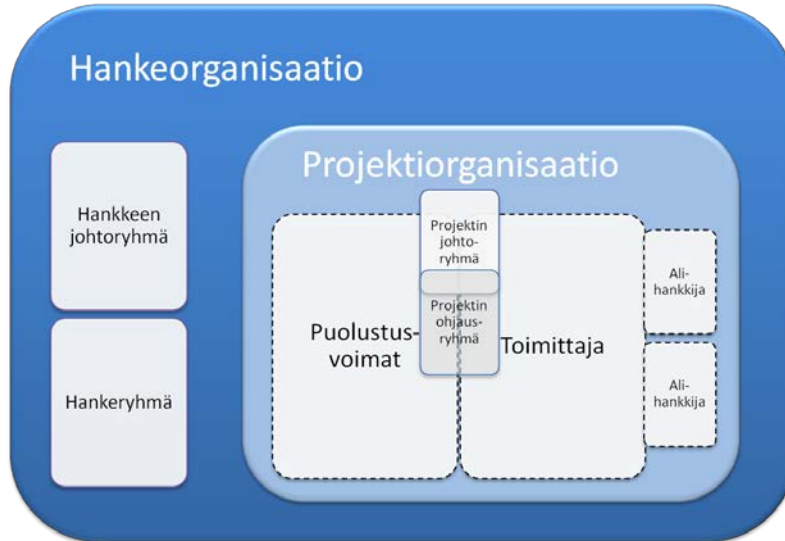 Hankeorganisaatio
Projektiorganisaatio
Hankkeen
johtoryhmä
Hankeryhmä
Projektin
johto-
ryhmä
Projektin
ohjaus-
ryhmä
Puolustus-
voimat
Toimittaja
Ali-
hankkija
Ali-
hankkija